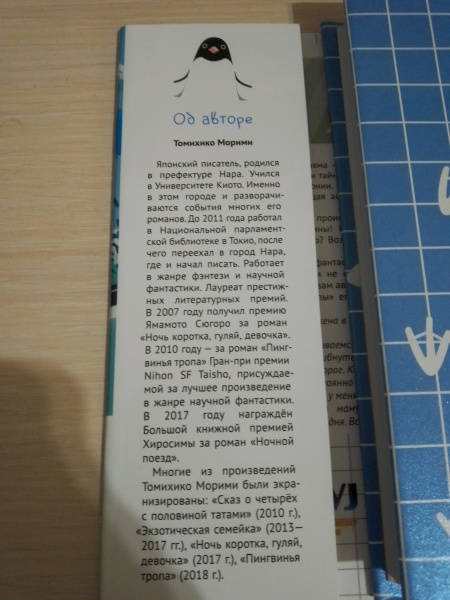 Об авторе
Томихико Морими
Японский писатель, родился
в префектуре Нара. Учился
в Университете Киото. Именно
в этом городе и разворачи-
ваются события многих его
романов. До 2011 года работал
в Национальной парламент-
ской библиотеке в Токио, после
чего переехал в город Нара,
где и начал писать. Работает
в жанре фэнтези и научной
фантастики. Лауреат престиж-
ных литературных премий.
В 2007 году получил премию
Ямамото Сюгоро за роман
«Ночь коротка, гуляй, девочка».
В 2010 году — за роман «Пинг-
винья тропа» Гран-при премии
Nihon SF Taisho, присуждае-
мой за лучшее произведение
в жанре научной фантастики.
В 2017 году награждён
Большой книжной премией
Хиросимы за роман «Ночной
поезд».
Многие из произведений
Томихико Морими были экра-
низированы: «Сказ о четырёх
с половиной татами» (2010 г.),
«Экзотическая семейка» (2013—
2017 гг.), «Ночь коротка, гуляй,
девочка» (2017 г.), «Пингвинья
тропа» (2018 г.).